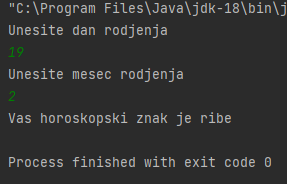 "C:\Program Files\Java\jdk-18\bin\j
Unesite dan rodjenja
19
Unesite mesec rodjenja
2
Vas horoskopski znak je ribe
Process finished with exit code 0